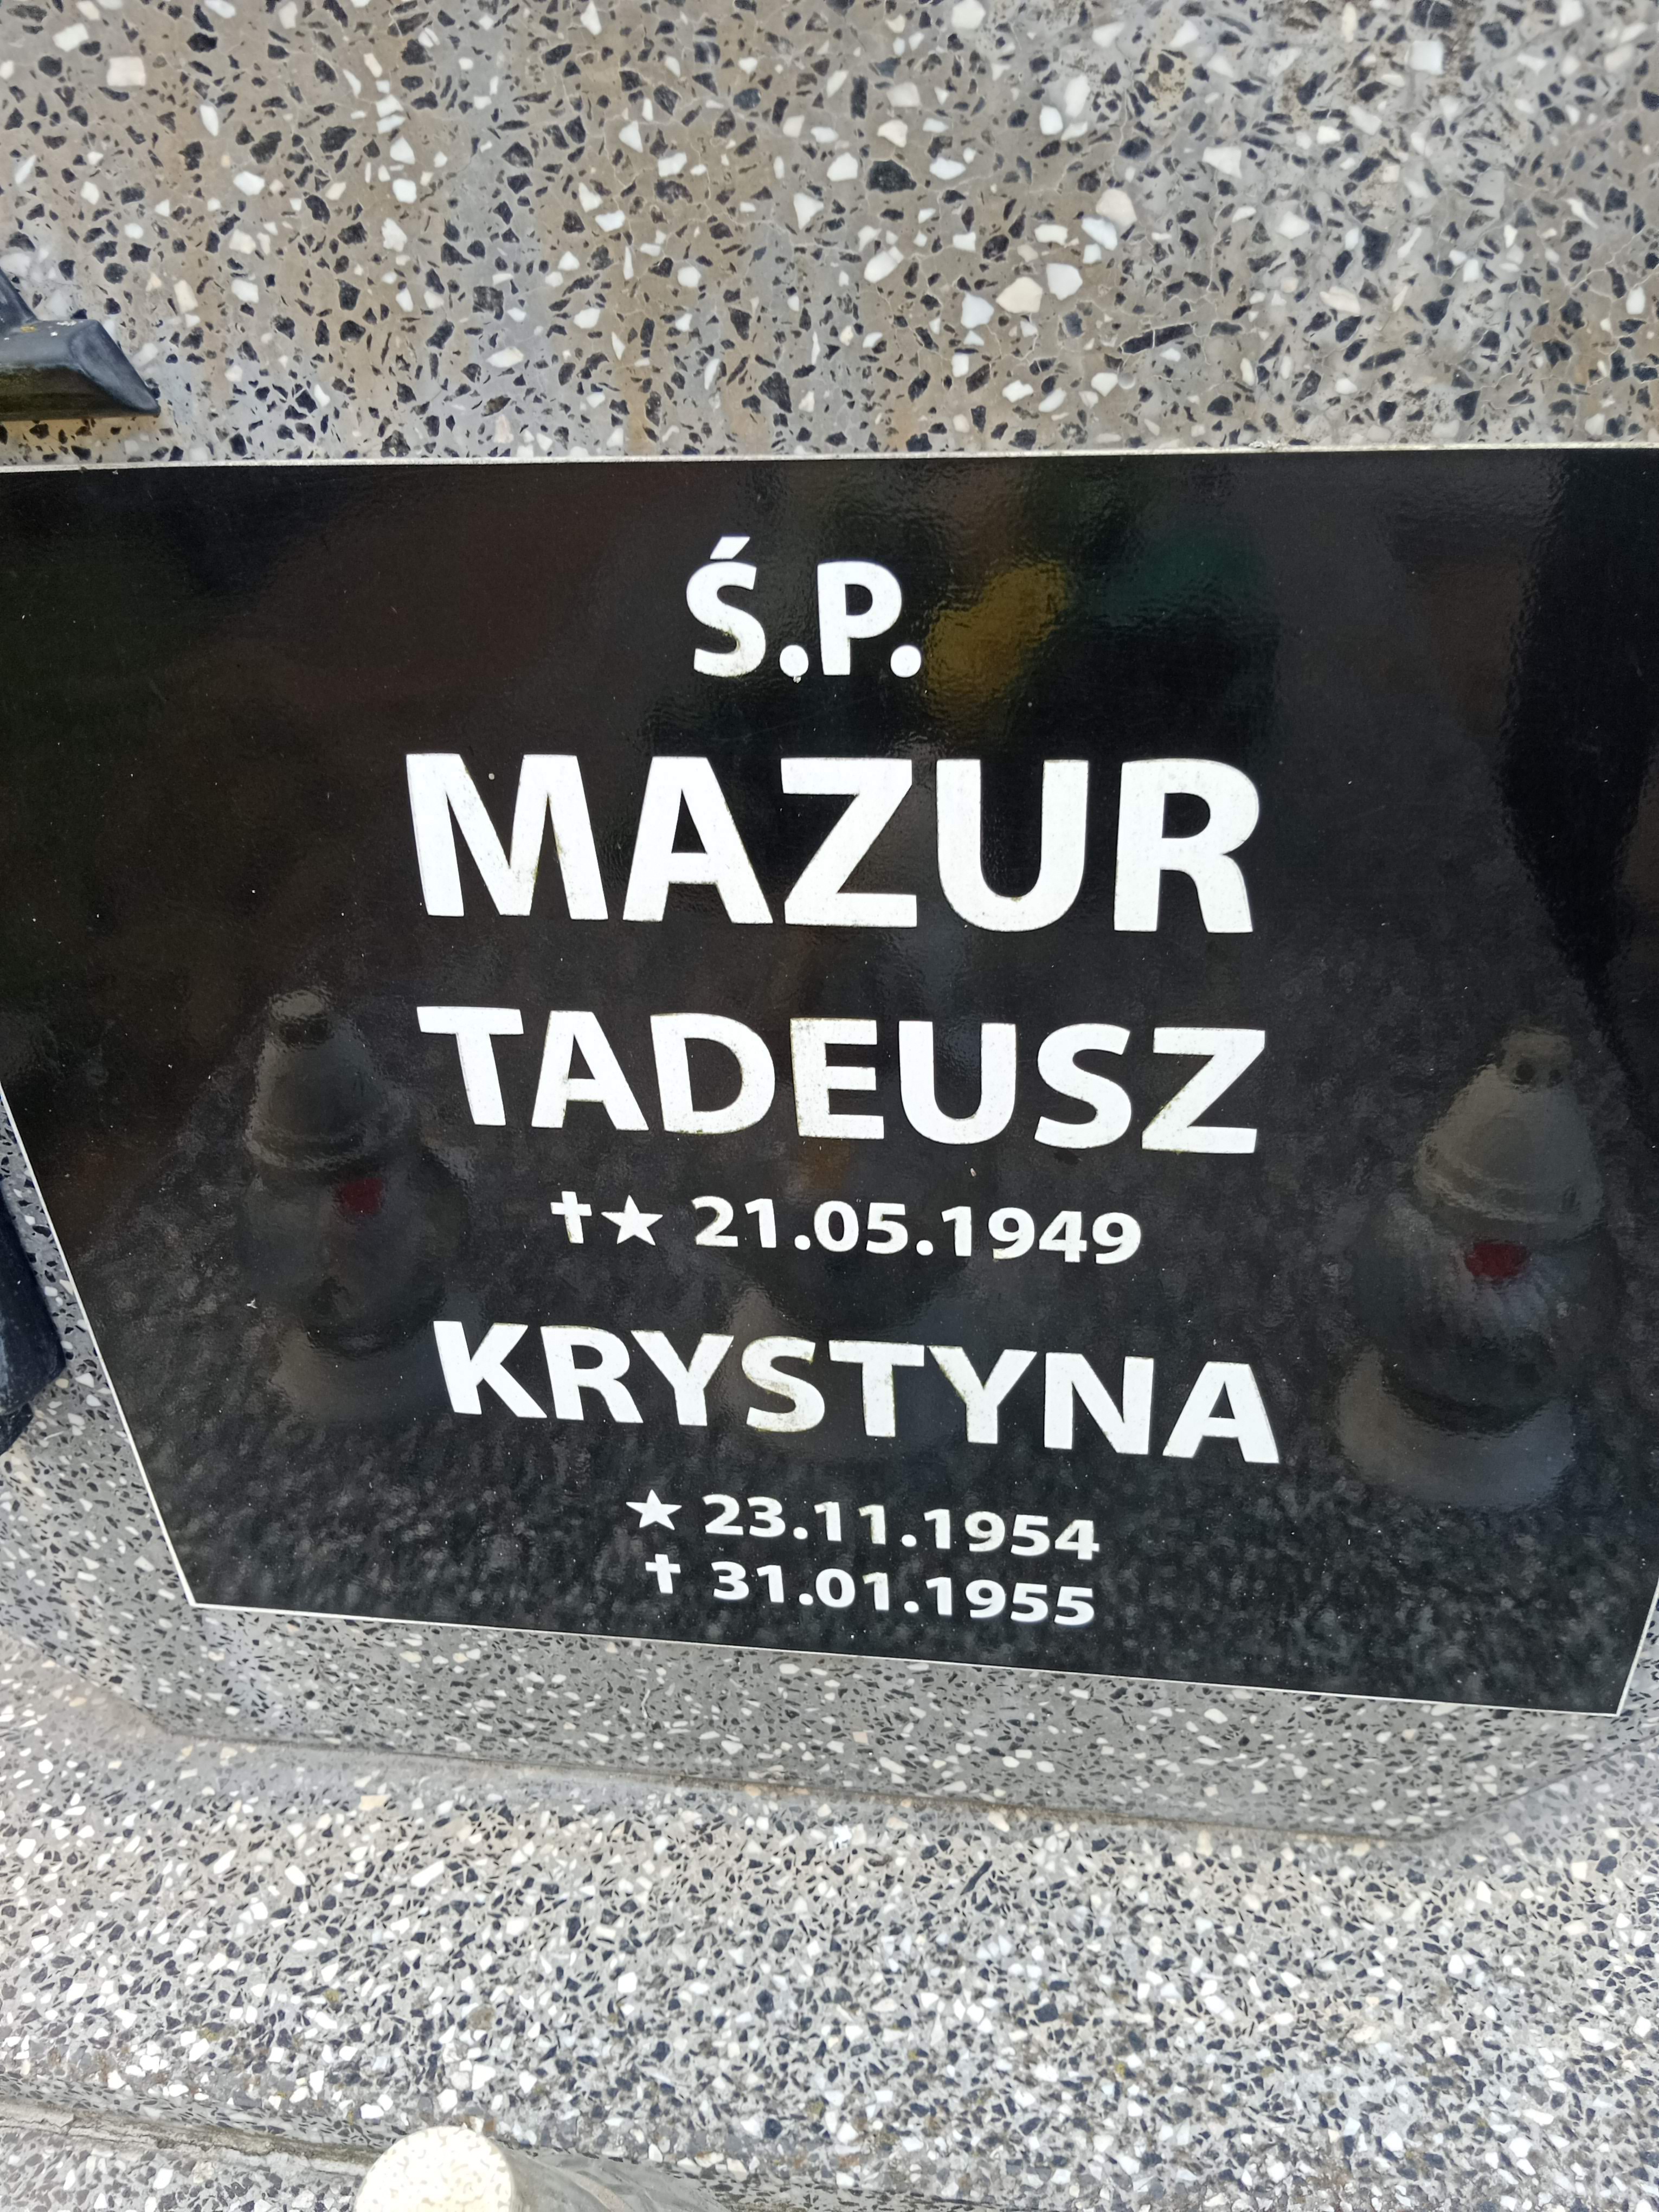 Ś.P.
MAZUR
TADEUSZ
✝★ 21.05.1949
KRYSTYNA
★ 23.11.1954
✝ 31.01.1955